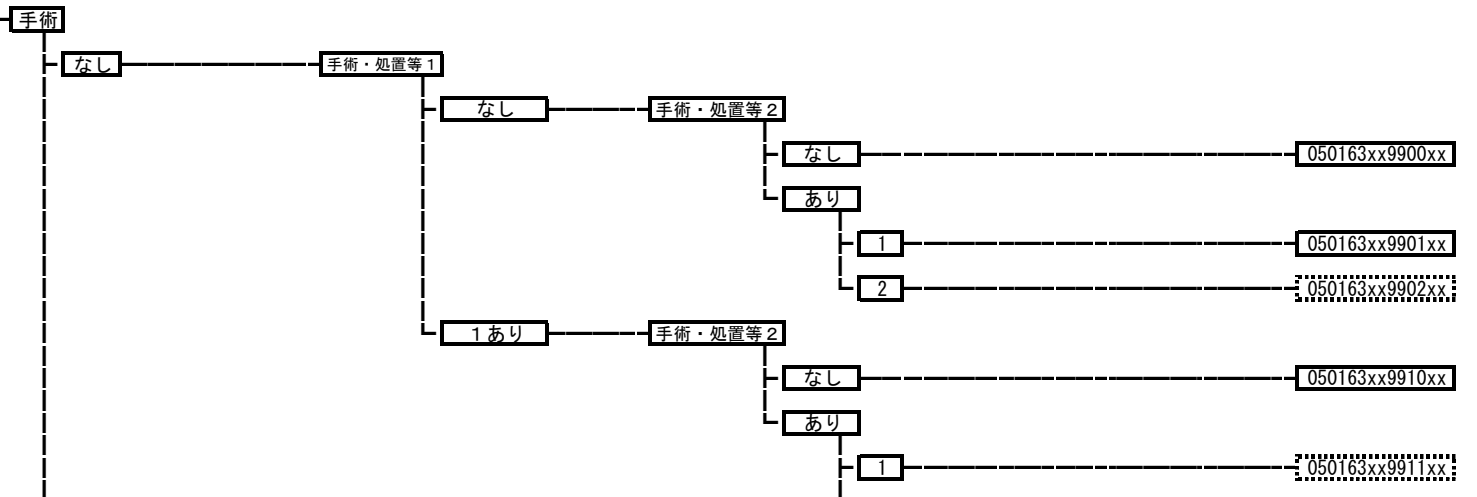 手術
なし 手術・処置等1
なし 手術・処置等2
なし 050163xx9900xx
あり
1 050163xx9901xx
2 050163xx9902xx
1あり 手術・処置等2
なし 050163xx9910xx
あり
1 050163xx9911xx